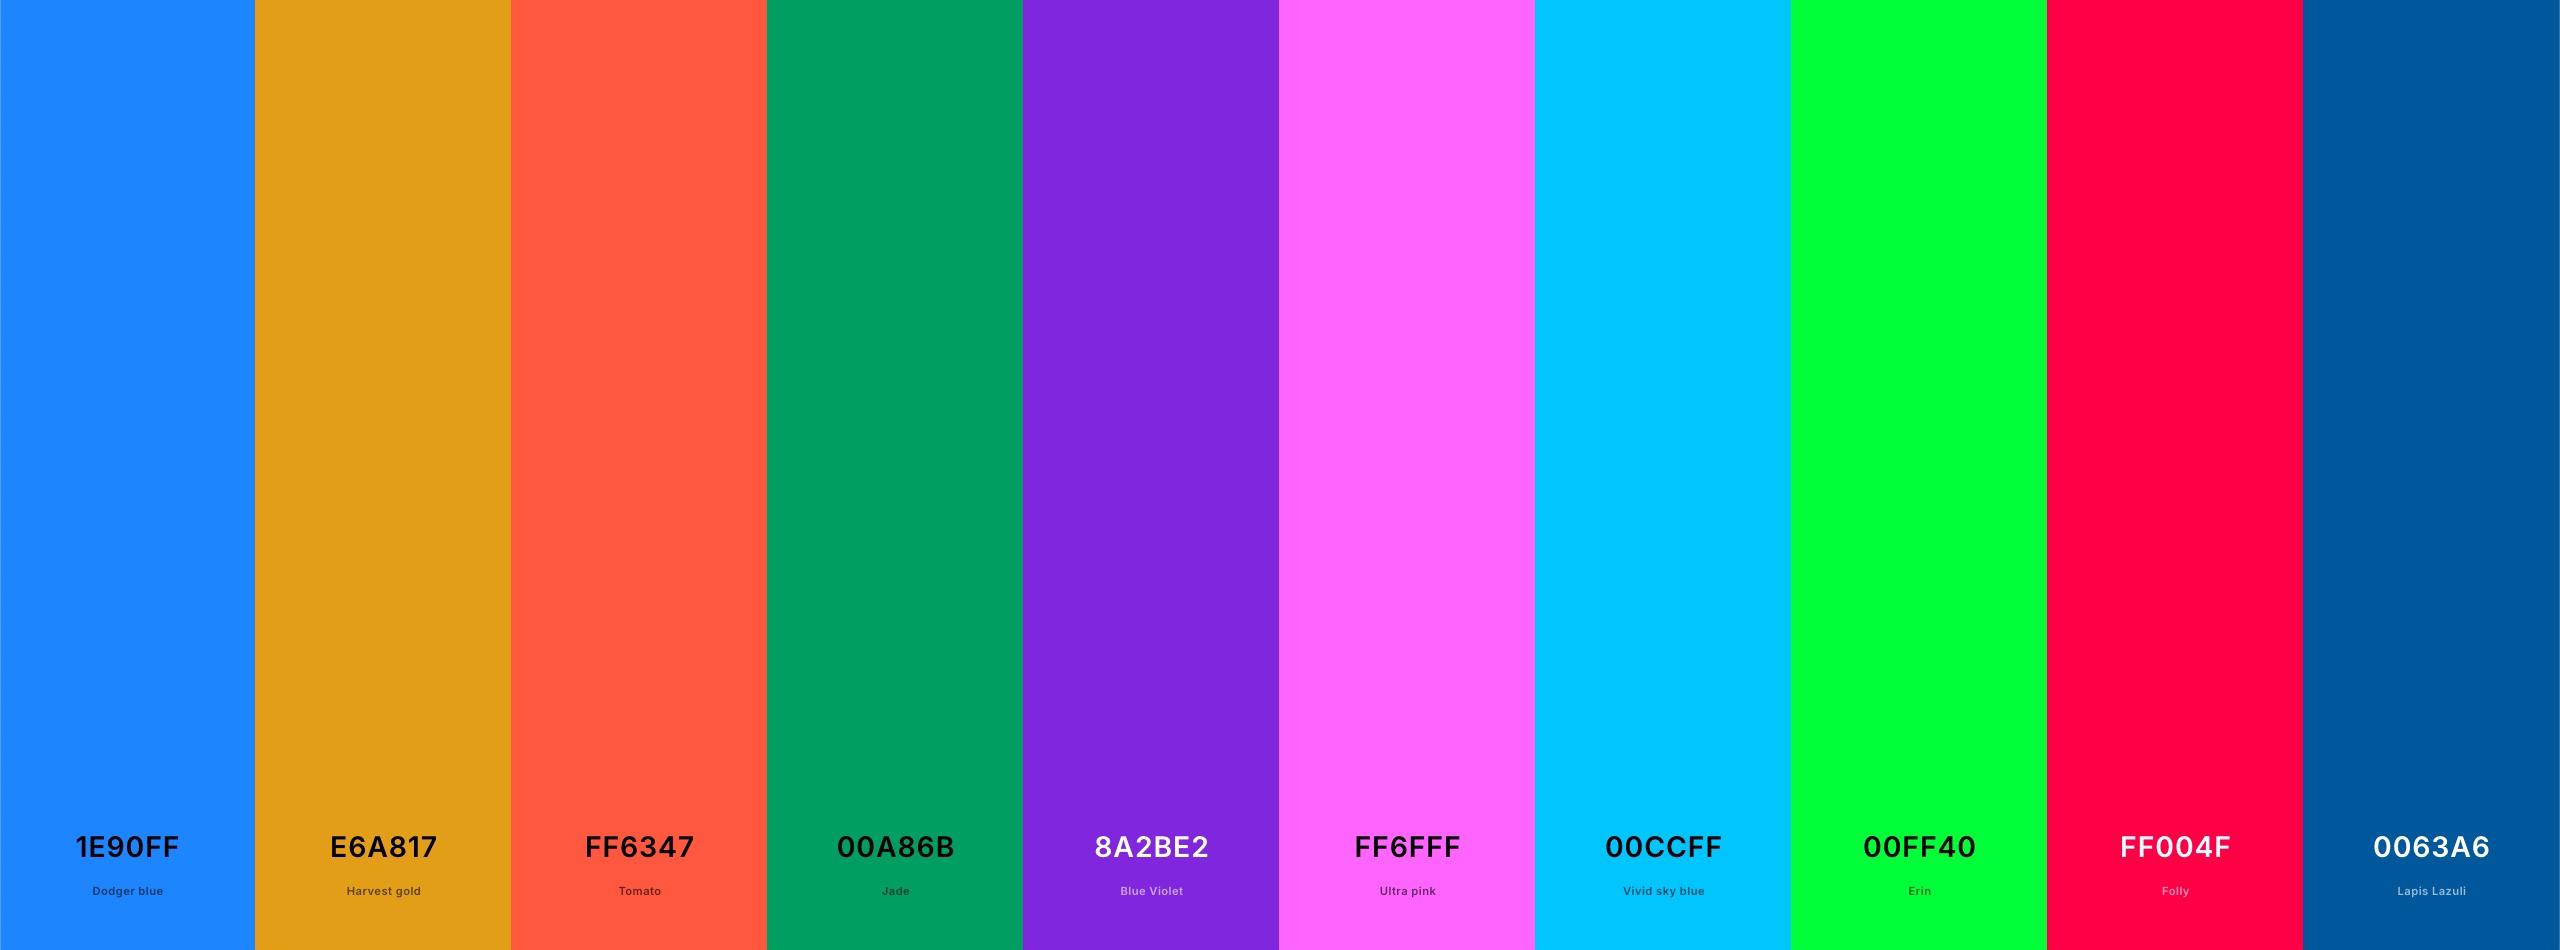 1E90FF
Dodger blue
E6A817
Harvest gold
FF6347
Tomato
00A86B
Jade
8A2BE2
Blue Violet
FF6FFF
Ultra pink
00CCFF
Vivid sky blue
00FF40
Erin
FF004F
Folly
0063A6
Lapis Lazuli